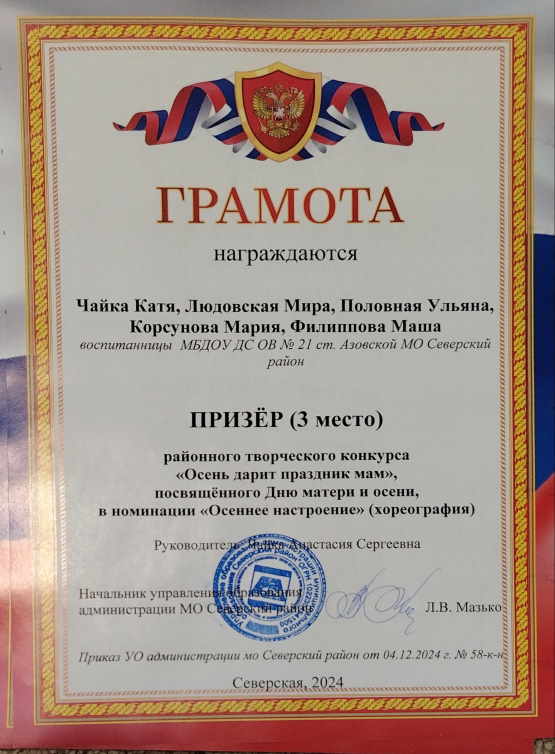 ГРАМОТА
награждаются
Чайка Катя, Людовская Мира, Половная Ульяна,
Корсунова Мария, Филиппова Маша
воспитанницы МБДОУ ДС ОВ № 21 ст. Азовской МО Северский
район
ПРИЗЁР (3 место)
районного творческого конкурса
«Осень дарит праздник мам»,
посвящённого Дню матери и осени,
в номинации «Осеннее настроение» (хореография)
Руководитель Анастасия Сергеевна
Начальник управления образования
администрации МО Северский район Л.В. Мазько
Приказ УО администрации мо Северский район от 04.12.2024 г. № 58-к-н
Северская, 2024